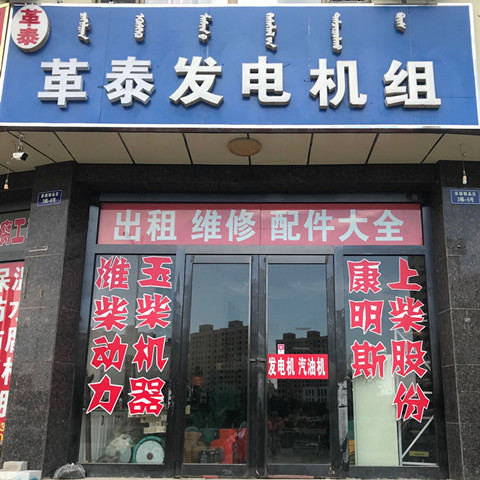 革泰
革泰发电机组
出租 维修 配件大全
潍柴动力
玉柴机器
康明斯
上柴股份
发电机 汽油机